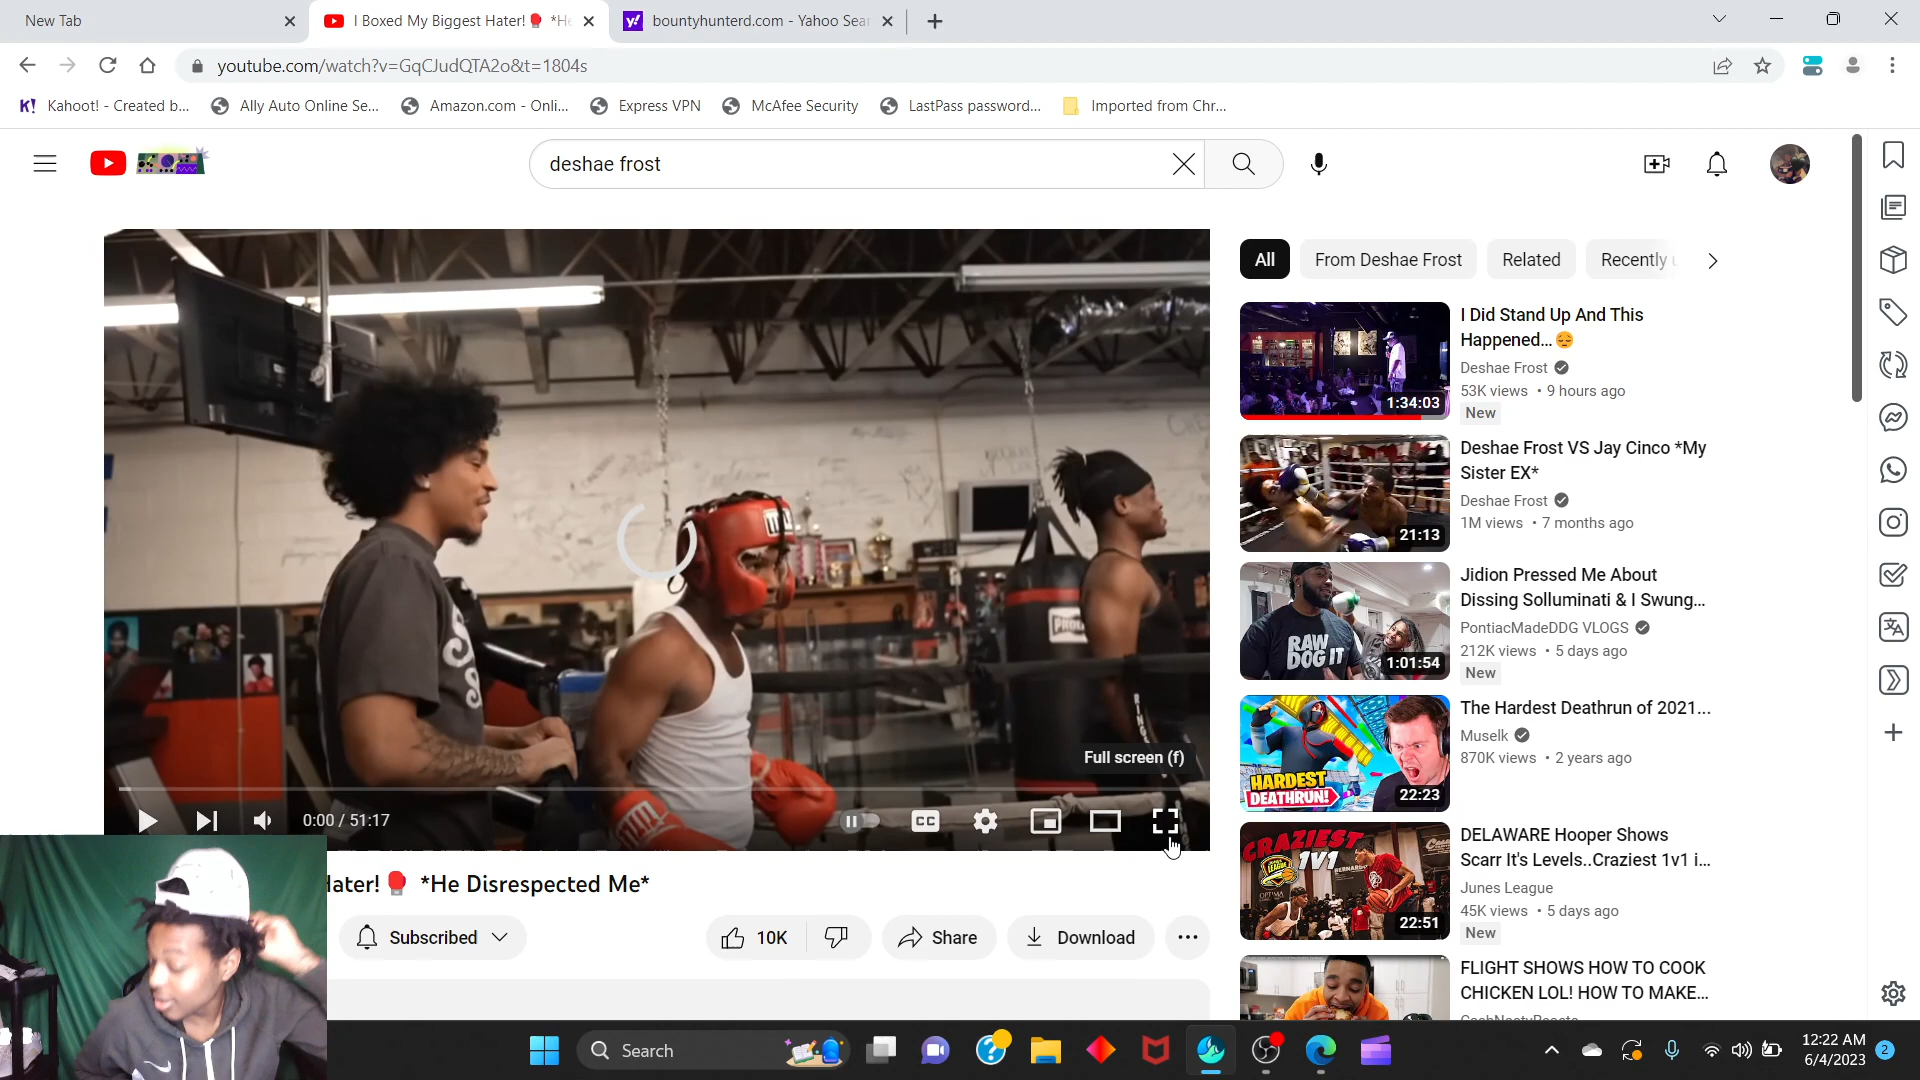 New Tab
I Boxed My Biggest Hater!🥊 *He
bountyhunterd.com - Yahoo Sear
youtube.com/watch?v=GqCJudQTA2o&t=1804s
K! Kahoot! - Created b...
Ally Auto Online Se...
Amazon.com - Onli...
Express VPN
McAfee Security
LastPass password...
Imported from Chr...
deshae frost
All
From Deshae Frost
Related
Recently u
TITLE
PROL
RING
Full screen (f)
0:00 / 51:17
CC
Hater! 🥊 *He Disrespected Me*
Subscribed
10K
Share
Download
1:34:03
I Did Stand Up And This
Happened...😔
Deshae Frost
53K views • 9 hours ago
New
21:13
Deshae Frost VS Jay Cinco *My
Sister EX*
Deshae Frost
1M views • 7 months ago
RAW
DOG IT
1:01:54
Jidion Pressed Me About
Dissing Solluminati & I Swung...
PontiacMadeDDG VLOGS
212K views • 5 days ago
New
HARDEST
DEATHRUN!
22:23
The Hardest Deathrun of 2021...
Muselk
870K views • 2 years ago
CRAZIEST
1V1
22:51
DELAWARE Hooper Shows
Scarr It's Levels..Craziest 1v1 i...
Junes League
45K views • 5 days ago
New
FLIGHT SHOWS HOW TO COOK
CHICKEN LOL! HOW TO MAKE...
CashNastyReacts
Search
12:22 AM
6/4/2023
2